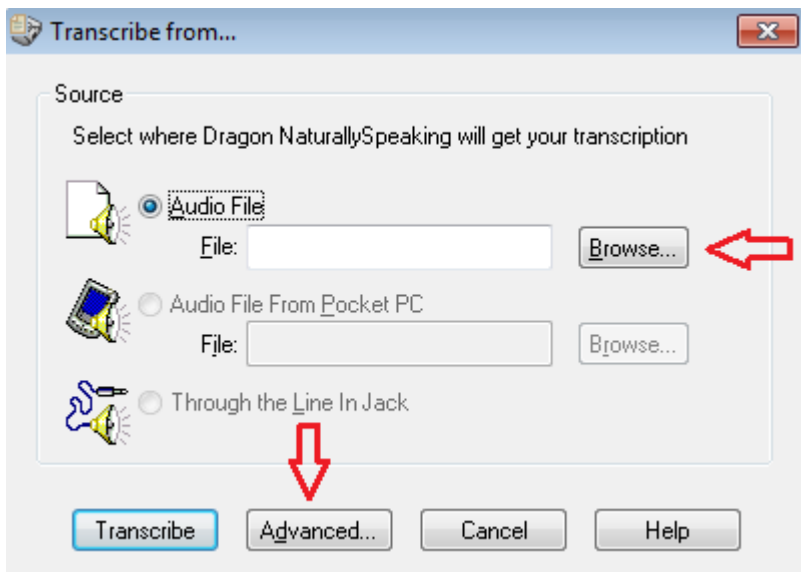 Transcribe from...
Source
Select where Dragon NaturallySpeaking will get your transcription
Audio File
File: Browse...
Audio File From Pocket PC
File: Browse...
Through the Line In Jack
Transcribe Advanced... Cancel Help